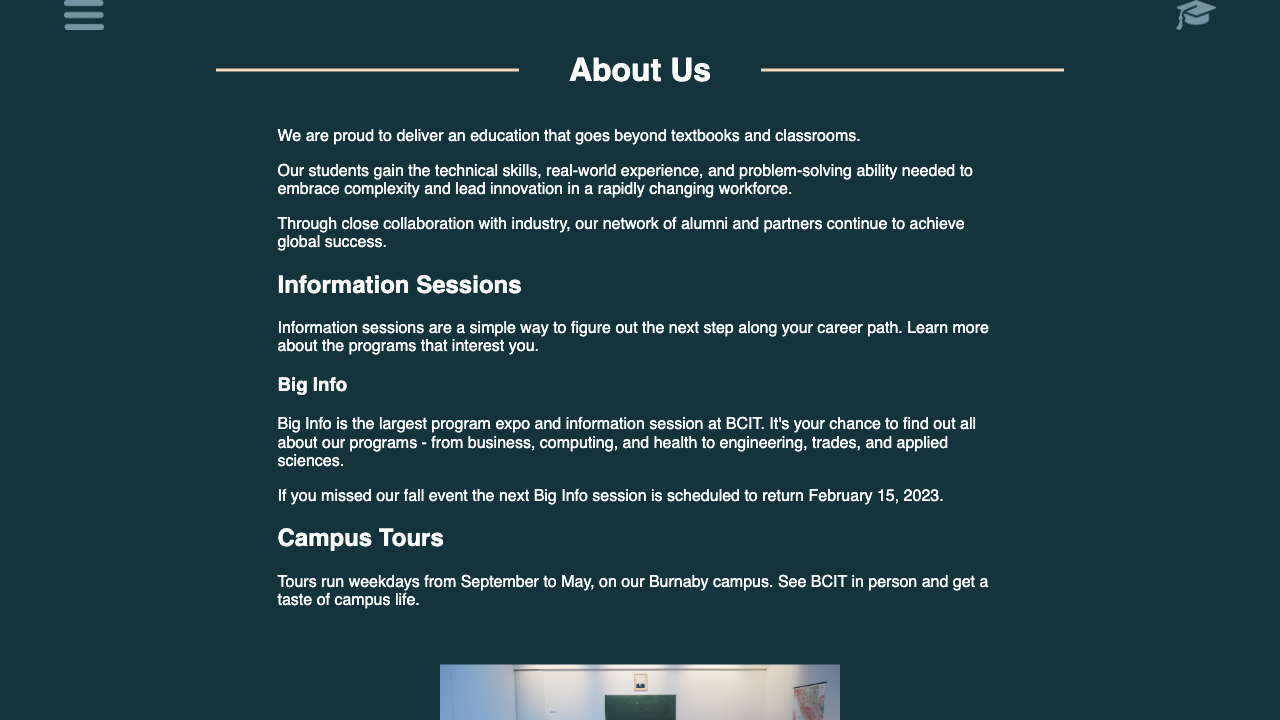 About Us
We are proud to deliver an education that goes beyond textbooks and classrooms.
Our students gain the technical skills, real-world experience, and problem-solving ability needed to
embrace complexity and lead innovation in a rapidly changing workforce.
Through close collaboration with industry, our network of alumni and partners continue to achieve
global success.
Information Sessions
Information sessions are a simple way to figure out the next step along your career path. Learn more
about the programs that interest you.
Big Info
Big Info is the largest program expo and information session at BCIT. It's your chance to find out all
about our programs - from business, computing, and health to engineering, trades, and applied
sciences.
If you missed our fall event the next Big Info session is scheduled to return February 15, 2023.
Campus Tours
Tours run weekdays from September to May, on our Burnaby campus. See BCIT in person and get a
taste of campus life.